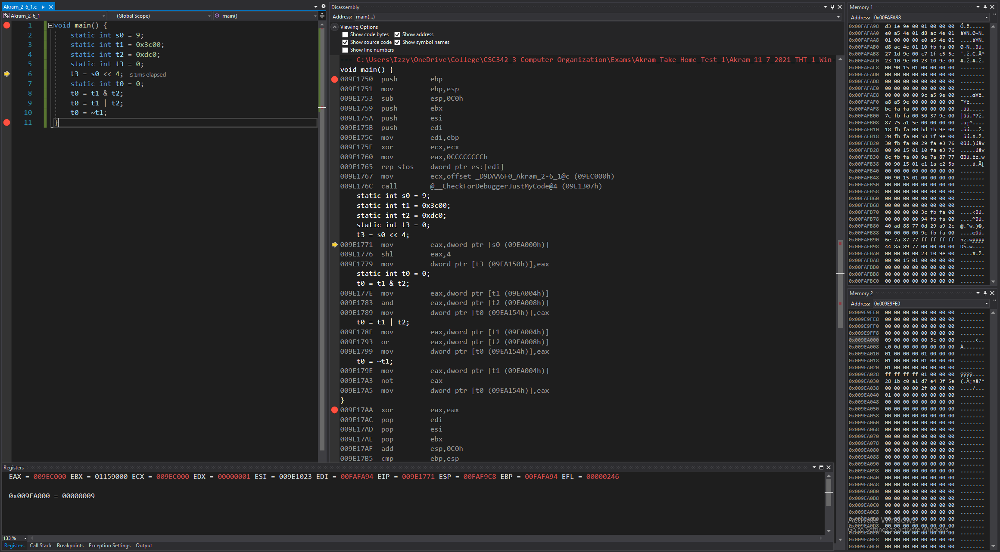 Akram_2-6_1.c
Akram_2-6_1 (Global Scope) main()
1 void main() {
2 static int s0 = 9;
3 static int t1 = 0x3c00;
4 static int t2 = 0xdc0;
5 static int t3 = 0;
6 t3 = s0 << 4; ≤ 1ms elapsed
7 static int t0 = 0;
8 t0 = t1 & t2;
9 t0 = t1 | t2;
10 t0 = ~t1;
11 }
Disassembly
Address: main(...)
Viewing Options
Show code bytes Show address
Show source code Show symbol names
Show line numbers
--- C:\Users\Izzy\OneDrive\College\CSC342_3 Computer Organization\Exams\Akram_Take_Home_Test_1\Akram_11_7_2021_THT_1_Win-
void main() {
009E1750 push ebp
009E1751 mov ebp,esp
009E1753 sub esp,0C0h
009E1759 push ebx
009E175A push esi
009E175B push edi
009E175C mov edi,ebp
009E175E xor ecx,ecx
009E1760 mov eax,0CCCCCCCCh
009E1765 rep stos dword ptr es:[edi]
009E1767 mov ecx,offset _D9DAA6F0_Akram_2-6_1@c (09EC000h)
009E176C call @__CheckForDebuggerJustMyCode@4 (09E1307h)
static int s0 = 9;
static int t1 = 0x3c00;
static int t2 = 0xdc0;
static int t3 = 0;
t3 = s0 << 4;
009E1771 mov eax,dword ptr [s0 (09EA000h)]
009E1776 shl eax,4
009E1779 mov dword ptr [t3 (09EA150h)],eax
static int t0 = 0;
t0 = t1 & t2;
009E177E mov eax,dword ptr [t1 (09EA004h)]
009E1783 and eax,dword ptr [t2 (09EA008h)]
009E1789 mov dword ptr [t0 (09EA154h)],eax
t0 = t1 | t2;
009E178E mov eax,dword ptr [t1 (09EA004h)]
009E1793 or eax,dword ptr [t2 (09EA008h)]
009E1799 mov dword ptr [t0 (09EA154h)],eax
t0 = ~t1;
009E179E mov eax,dword ptr [t1 (09EA004h)]
009E17A3 not eax
009E17A5 mov dword ptr [t0 (09EA154h)],eax
}
009E17AA xor eax,eax
009E17AC pop edi
009E17AD pop esi
009E17AE pop ebx
009E17AF add esp,0C0h
009E17B5 cmp ebp,esp
Memory 1
Address: 0x00FAFA98
0x00FAFA98 d3 1e 9e 00 01 00 00 00 Ó.ž.....
0x00FAFAA0 e0 a5 4e 01 d8 ac 4e 01 à¥N.Ø¬N.
0x00FAFAA8 01 00 00 00 e0 a5 4e 01 ....à¥N.
0x00FAFAB0 d8 ac 4e 01 10 fb fa 00 Ø¬N..ûú.
0x00FAFAB8 27 1d 9e 00 c7 1f c5 5e '.ž.Ç.Å^
0x00FAFAC0 23 10 9e 00 23 10 9e 00 #.ž.#.ž.
0x00FAFAC8 00 90 15 01 00 00 00 00 ........
0x00FAFAD0 00 00 00 00 00 00 00 00 ........
0x00FAFAD8 00 00 00 00 00 00 00 00 ........
0x00FAFAE0 00 00 00 00 00 00 00 00 ........
0x00FAFAE8 00 00 00 00 9c a5 9e 00 ....œ¥ž.
0x00FAFAF0 a8 a5 9e 00 00 00 00 00 ¨¥ž.....
0x00FAFAF8 bc fa fa 00 00 00 00 00 .úú.....
0x00FAFB00 7c fb fa 00 50 37 9e 00 |ûú.P7ž.
0x00FAFB08 87 75 a1 5e 00 00 00 00 .u¡^....
0x00FAFB10 18 fb fa 00 bd 1b 9e 00 .ûú...ž.
0x00FAFB18 20 fb fa 00 58 1f 9e 00 ûú.X.ž.
0x00FAFB20 30 fb fa 00 29 fa e3 76 0ûú.)úãv
0x00FAFB28 00 90 15 01 10 fa e3 76 .....úãv
0x00FAFB30 8c fb fa 00 9e 7a 87 77 Œûú.žz.w
0x00FAFB38 00 90 15 01 e1 1a c2 5b ....á.Â[
0x00FAFB40 00 00 00 00 00 00 00 00 ........
0x00FAFB48 00 90 15 01 00 00 00 00 ........
0x00FAFB50 00 00 00 00 00 00 00 00 ........
0x00FAFB58 00 00 00 00 00 00 00 00 ........
0x00FAFB60 00 00 00 00 00 00 00 00 ........
0x00FAFB68 00 00 00 00 00 00 00 00 ........
0x00FAFB70 00 00 00 00 3c fb fa 00 ....<ûú.
0x00FAFB78 00 00 00 00 94 fb fa 00 ....”ûú.
0x00FAFB80 40 ad 88 77 0d 29 a9 2c @.ˆw.)©,
0x00FAFB88 00 00 00 00 9c fb fa 00 ....œûú.
0x00FAFB90 6e 7a 87 77 ff ff ff ff nz.wÿÿÿÿ
0x00FAFB98 44 8a 89 77 00 00 00 00 DŠ.w....
0x00FAFBA0 00 00 00 00 23 10 9e 00 ....#.ž.
0x00FAFBA8 00 90 15 01 00 00 00 00 ........
0x00FAFBB0 00 00 00 00 00 00 00 00 ........
0x00FAFBB8 00 00 00 00 00 00 00 00 ........
0x00FAFBC0 00 00 00 00 00 00 00 00 ........
Memory 2
Address: 0x009E9FE0
0x009E9FE0 00 00 00 00 00 00 00 00 ........
0x009E9FE8 00 00 00 00 00 00 00 00 ........
0x009E9FF0 00 00 00 00 00 00 00 00 ........
0x009E9FF8 00 00 00 00 00 00 00 00 ........
0x009EA000 09 00 00 00 00 3c 00 00 .....<..
0x009EA008 c0 0d 00 00 00 00 00 00 À.......
0x009EA010 01 00 00 00 01 00 00 00 ........
0x009EA018 01 00 00 00 01 00 00 00 ........
0x009EA020 01 00 00 00 00 00 00 00 ........
0x009EA028 ff ff ff ff 01 00 00 00 ÿÿÿÿ....
0x009EA030 28 1b c0 a1 d7 e4 3f 5e (.À¡×ä?^
0x009EA038 00 00 00 00 2f 00 00 00 ..../...
0x009EA040 01 00 00 00 00 00 00 00 ........
0x009EA048 00 00 00 00 00 00 00 00 ........
0x009EA050 00 00 00 00 00 00 00 00 ........
0x009EA058 00 00 00 00 00 00 00 00 ........
0x009EA060 00 00 00 00 00 00 00 00 ........
0x009EA068 00 00 00 00 00 00 00 00 ........
0x009EA070 00 00 00 00 00 00 00 00 ........
0x009EA078 00 00 00 00 00 00 00 00 ........
0x009EA080 00 00 00 00 00 00 00 00 ........
0x009EA088 00 00 00 00 00 00 00 00 ........
0x009EA090 00 00 00 00 00 00 00 00 ........
0x009EA098 00 00 00 00 00 00 00 00 ........
0x009EA0A0 00 00 00 00 00 00 00 00 ........
0x009EA0A8 00 00 00 00 00 00 00 00 ........
0x009EA0B0 00 00 00 00 00 00 00 00 ........
0x009EA0B8 00 00 00 00 00 00 00 00 ........
0x009EA0C0 00 00 00 00 00 00 00 00 ........
0x009EA0C8 00 00 00 00 00 00 00 00 ........
0x009EA0D0 00 00 00 00 00 00 00 00 ........
0x009EA0D8 00 00 00 00 00 00 00 00 ........
0x009EA0E0 00 00 00 00 00 00 00 00 ........
0x009EA0E8 00 00 00 00 00 00 00 00 ........
0x009EA0F0 00 00 00 00 00 00 00 00 ........
Activate Windows
Go to Settings to activate Windows.
Registers
EAX = 009EC000 EBX = 01159000 ECX = 009EC000 EDX = 00000001 ESI = 009E1023 EDI = 00FAFA94 EIP = 009E1771 ESP = 00FAF9C8 EBP = 00FAFA94 EFL = 00000246
0x009EA000 = 00000009
133 %
Registers Call Stack Breakpoints Exception Settings Output